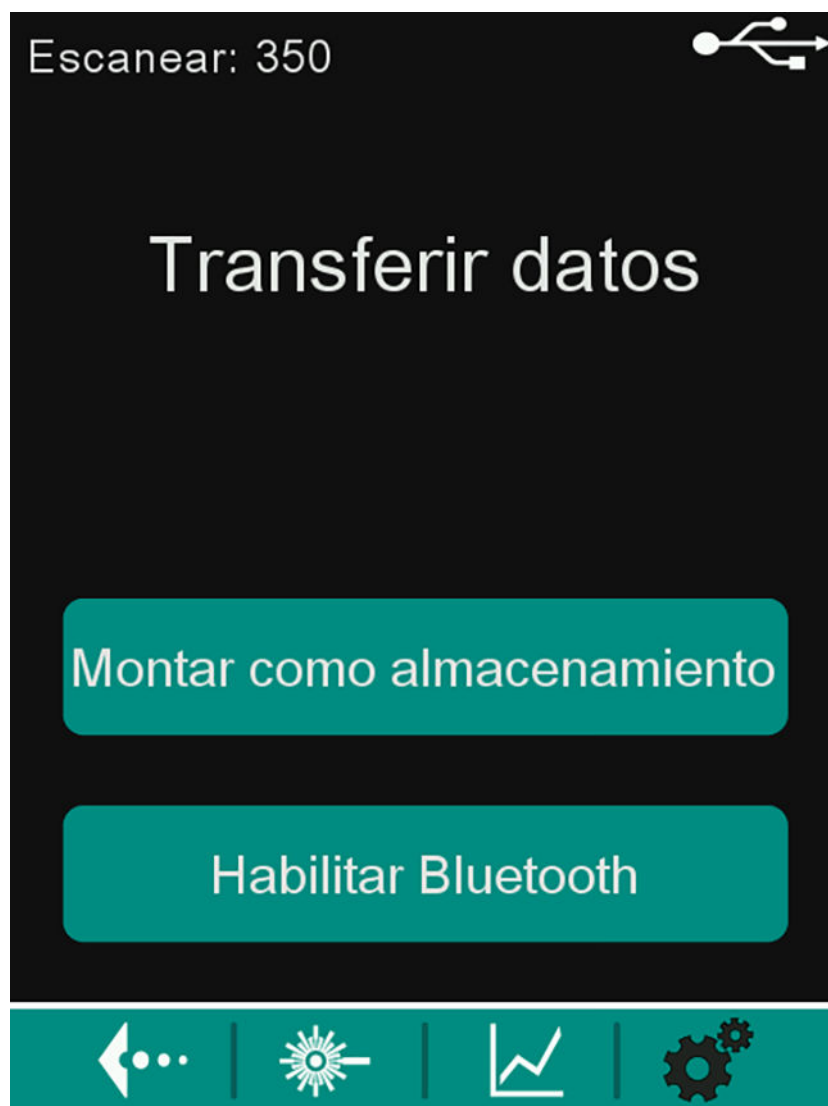 Escanear: 350
Transferir datos
Montar como almacenamiento
Habilitar Bluetooth